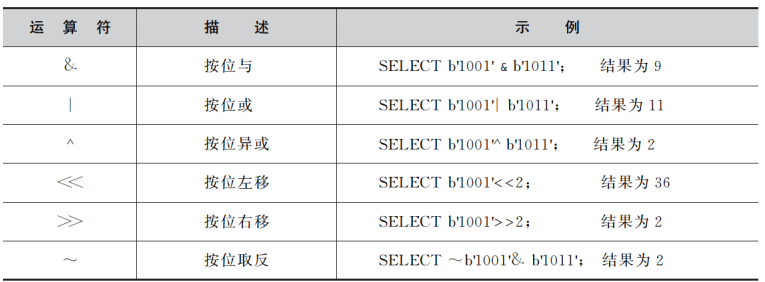 运 算 符 描 述 示 例
& 按位与 SELECT b'1001' & b'1011'; 结果为 9
| 按位或 SELECT b'1001'| b'1011'; 结果为 11
^ 按位异或 SELECT b'1001'^ b'1011'; 结果为 2
<< 按位左移 SELECT b'1001'<<2; 结果为 36
>> 按位右移 SELECT b'1001'>>2; 结果为 2
~ 按位取反 SELECT ~b'1001'& b'1011'; 结果为 2